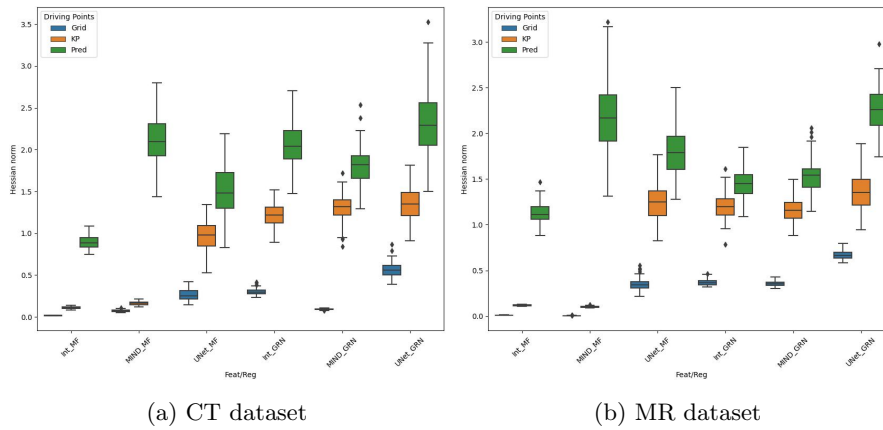 Driving Points
Grid
KP
Pred
3.5
3.0
2.5
2.0
1.5
1.0
0.5
0.0
Hessian norm
Int_MF
MIND_MF
UNet_MF
Int_GRN
MIND_GRN
UNet_GRN
Feat/Reg
(a) CT dataset
Driving Points
Grid
KP
Pred
3.0
2.5
2.0
1.5
1.0
0.5
0.0
Hessian norm
Int_MF
MIND_MF
UNet_MF
Int_GRN
MIND_GRN
UNet_GRN
Feat/Reg
(b) MR dataset